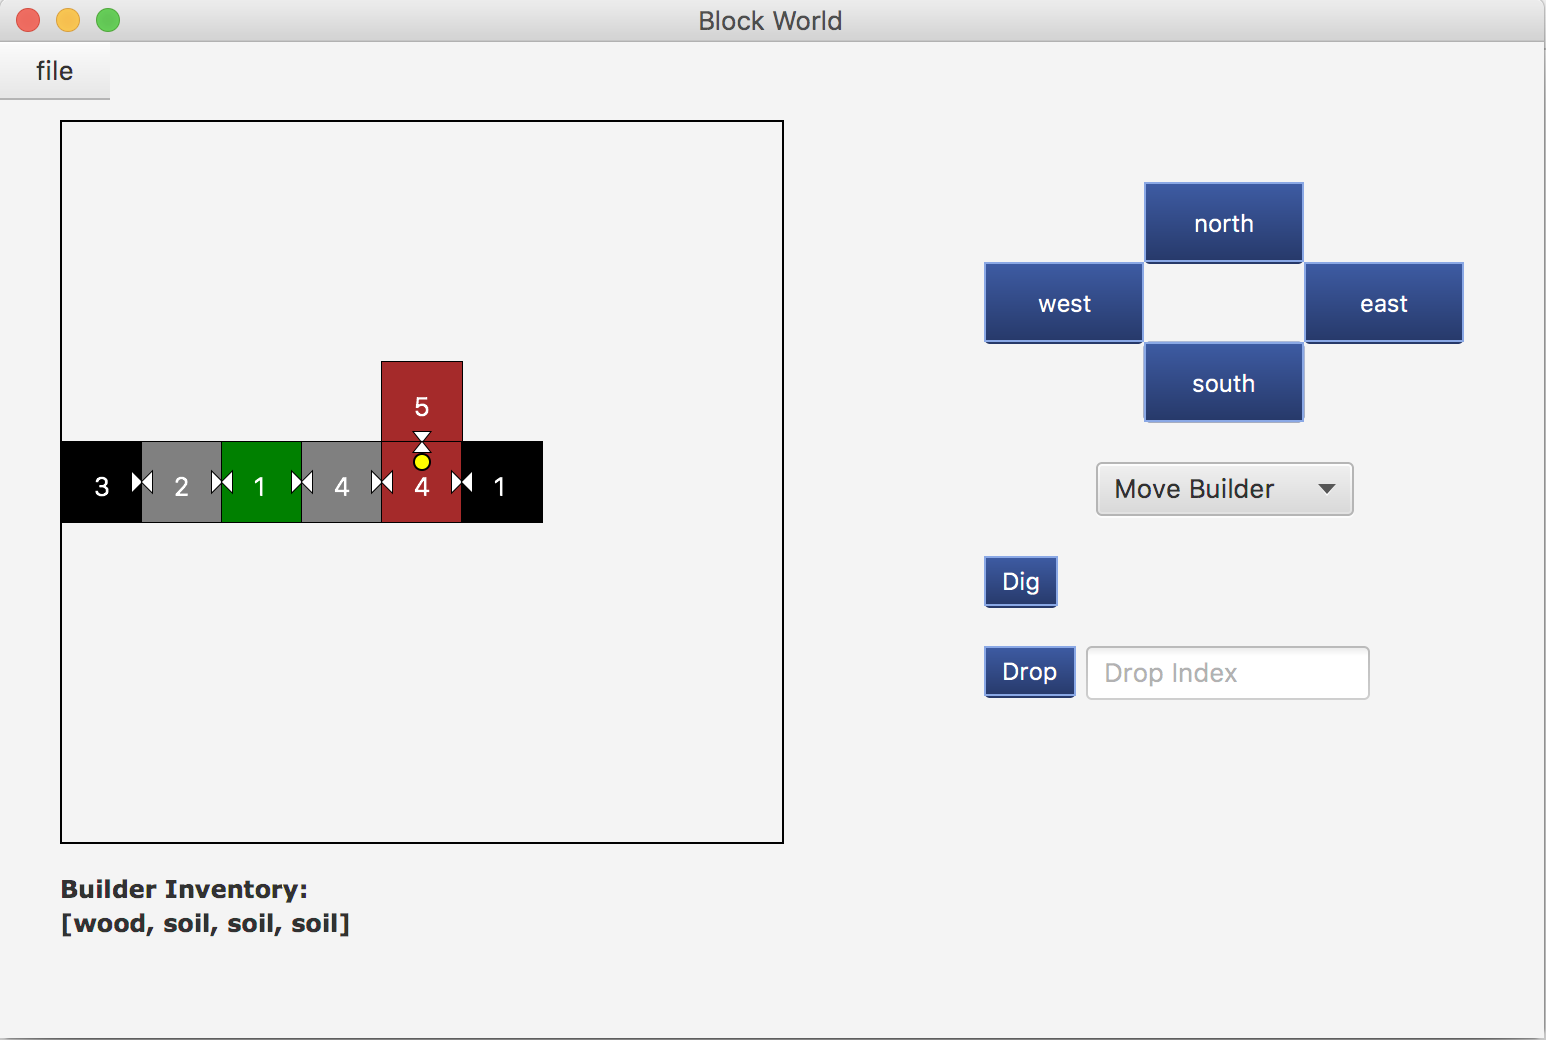 Block World
file
north
west
east
south
5
3 2 1 4 4 1
Move Builder
Dig
Drop
Drop Index
Builder Inventory:
[wood, soil, soil, soil]